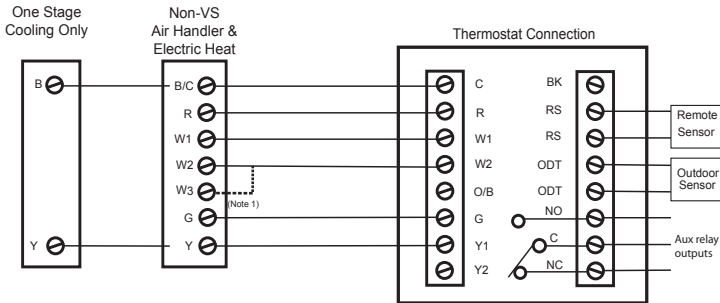 One Stage
Cooling Only
Non-VS
Air Handler &
Electric Heat
Thermostat Connection
B
B/C
C
BK
R
R
RS
Remote
Sensor
W1
W1
RS
W2
W2
ODT
Outdoor
Sensor
W3
(Note 1)
O/B
ODT
G
G
NO
Y
Y
Y1
C
Aux relay
outputs
Y2
NC